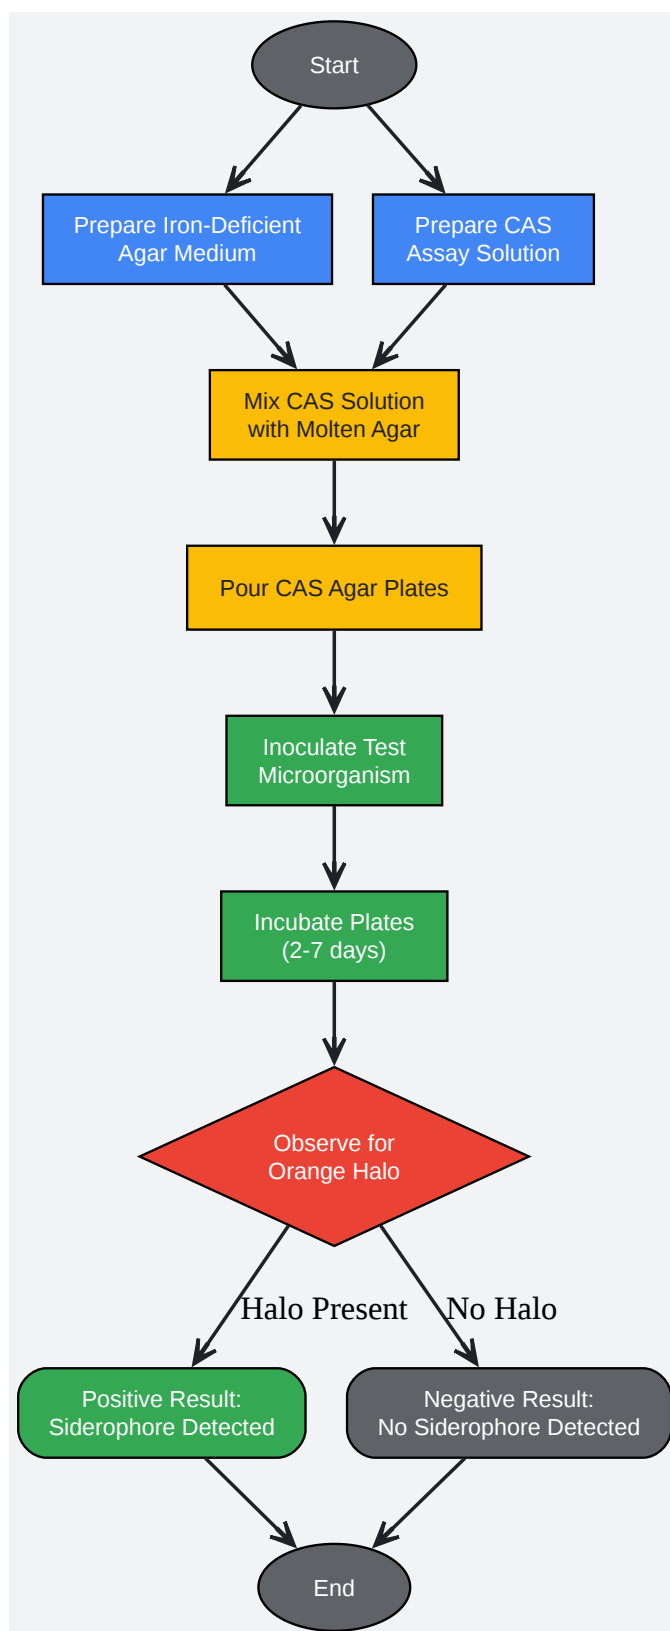 Start
Prepare Iron-Deficient
Agar Medium
Prepare CAS
Assay Solution
Mix CAS Solution
with Molten Agar
Pour CAS Agar Plates
Inoculate Test
Microorganism
Incubate Plates
(2-7 days)
Observe for
Orange Halo
Halo Present
No Halo
Positive Result:
Siderophore Detected
Negative Result:
No Siderophore Detected
End